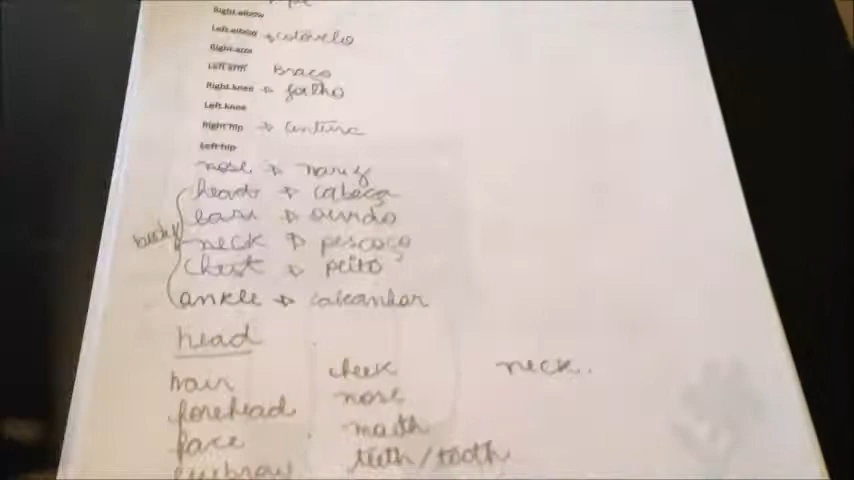 Right elbow
Left elbow → cotovelo
Right arm
Left arm Braço
Right knee → joelho
Left knee
Right hip → cintura
Left hip
nose → nariz
head → cabeça
ears → ouvido
neck → pescoço
chest → peito
ankle → calcanhar
head
hair cheek neck.
forehead nose
face mouth
eyebrow teeth/tooth